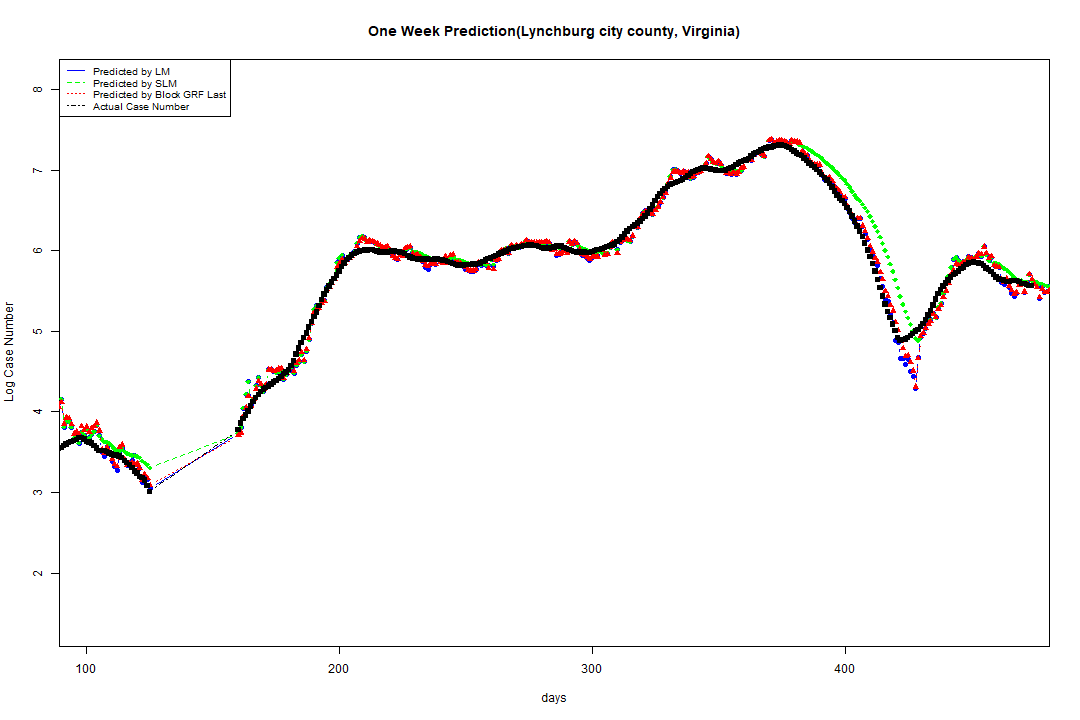 One Week Prediction(Lynchburg city county, Virginia)
Predicted by LM
Predicted by SLM
Predicted by Block GRF Last
Actual Case Number
8
7
6
5
4
3
2
Log Case Number
100 200 300 400
days